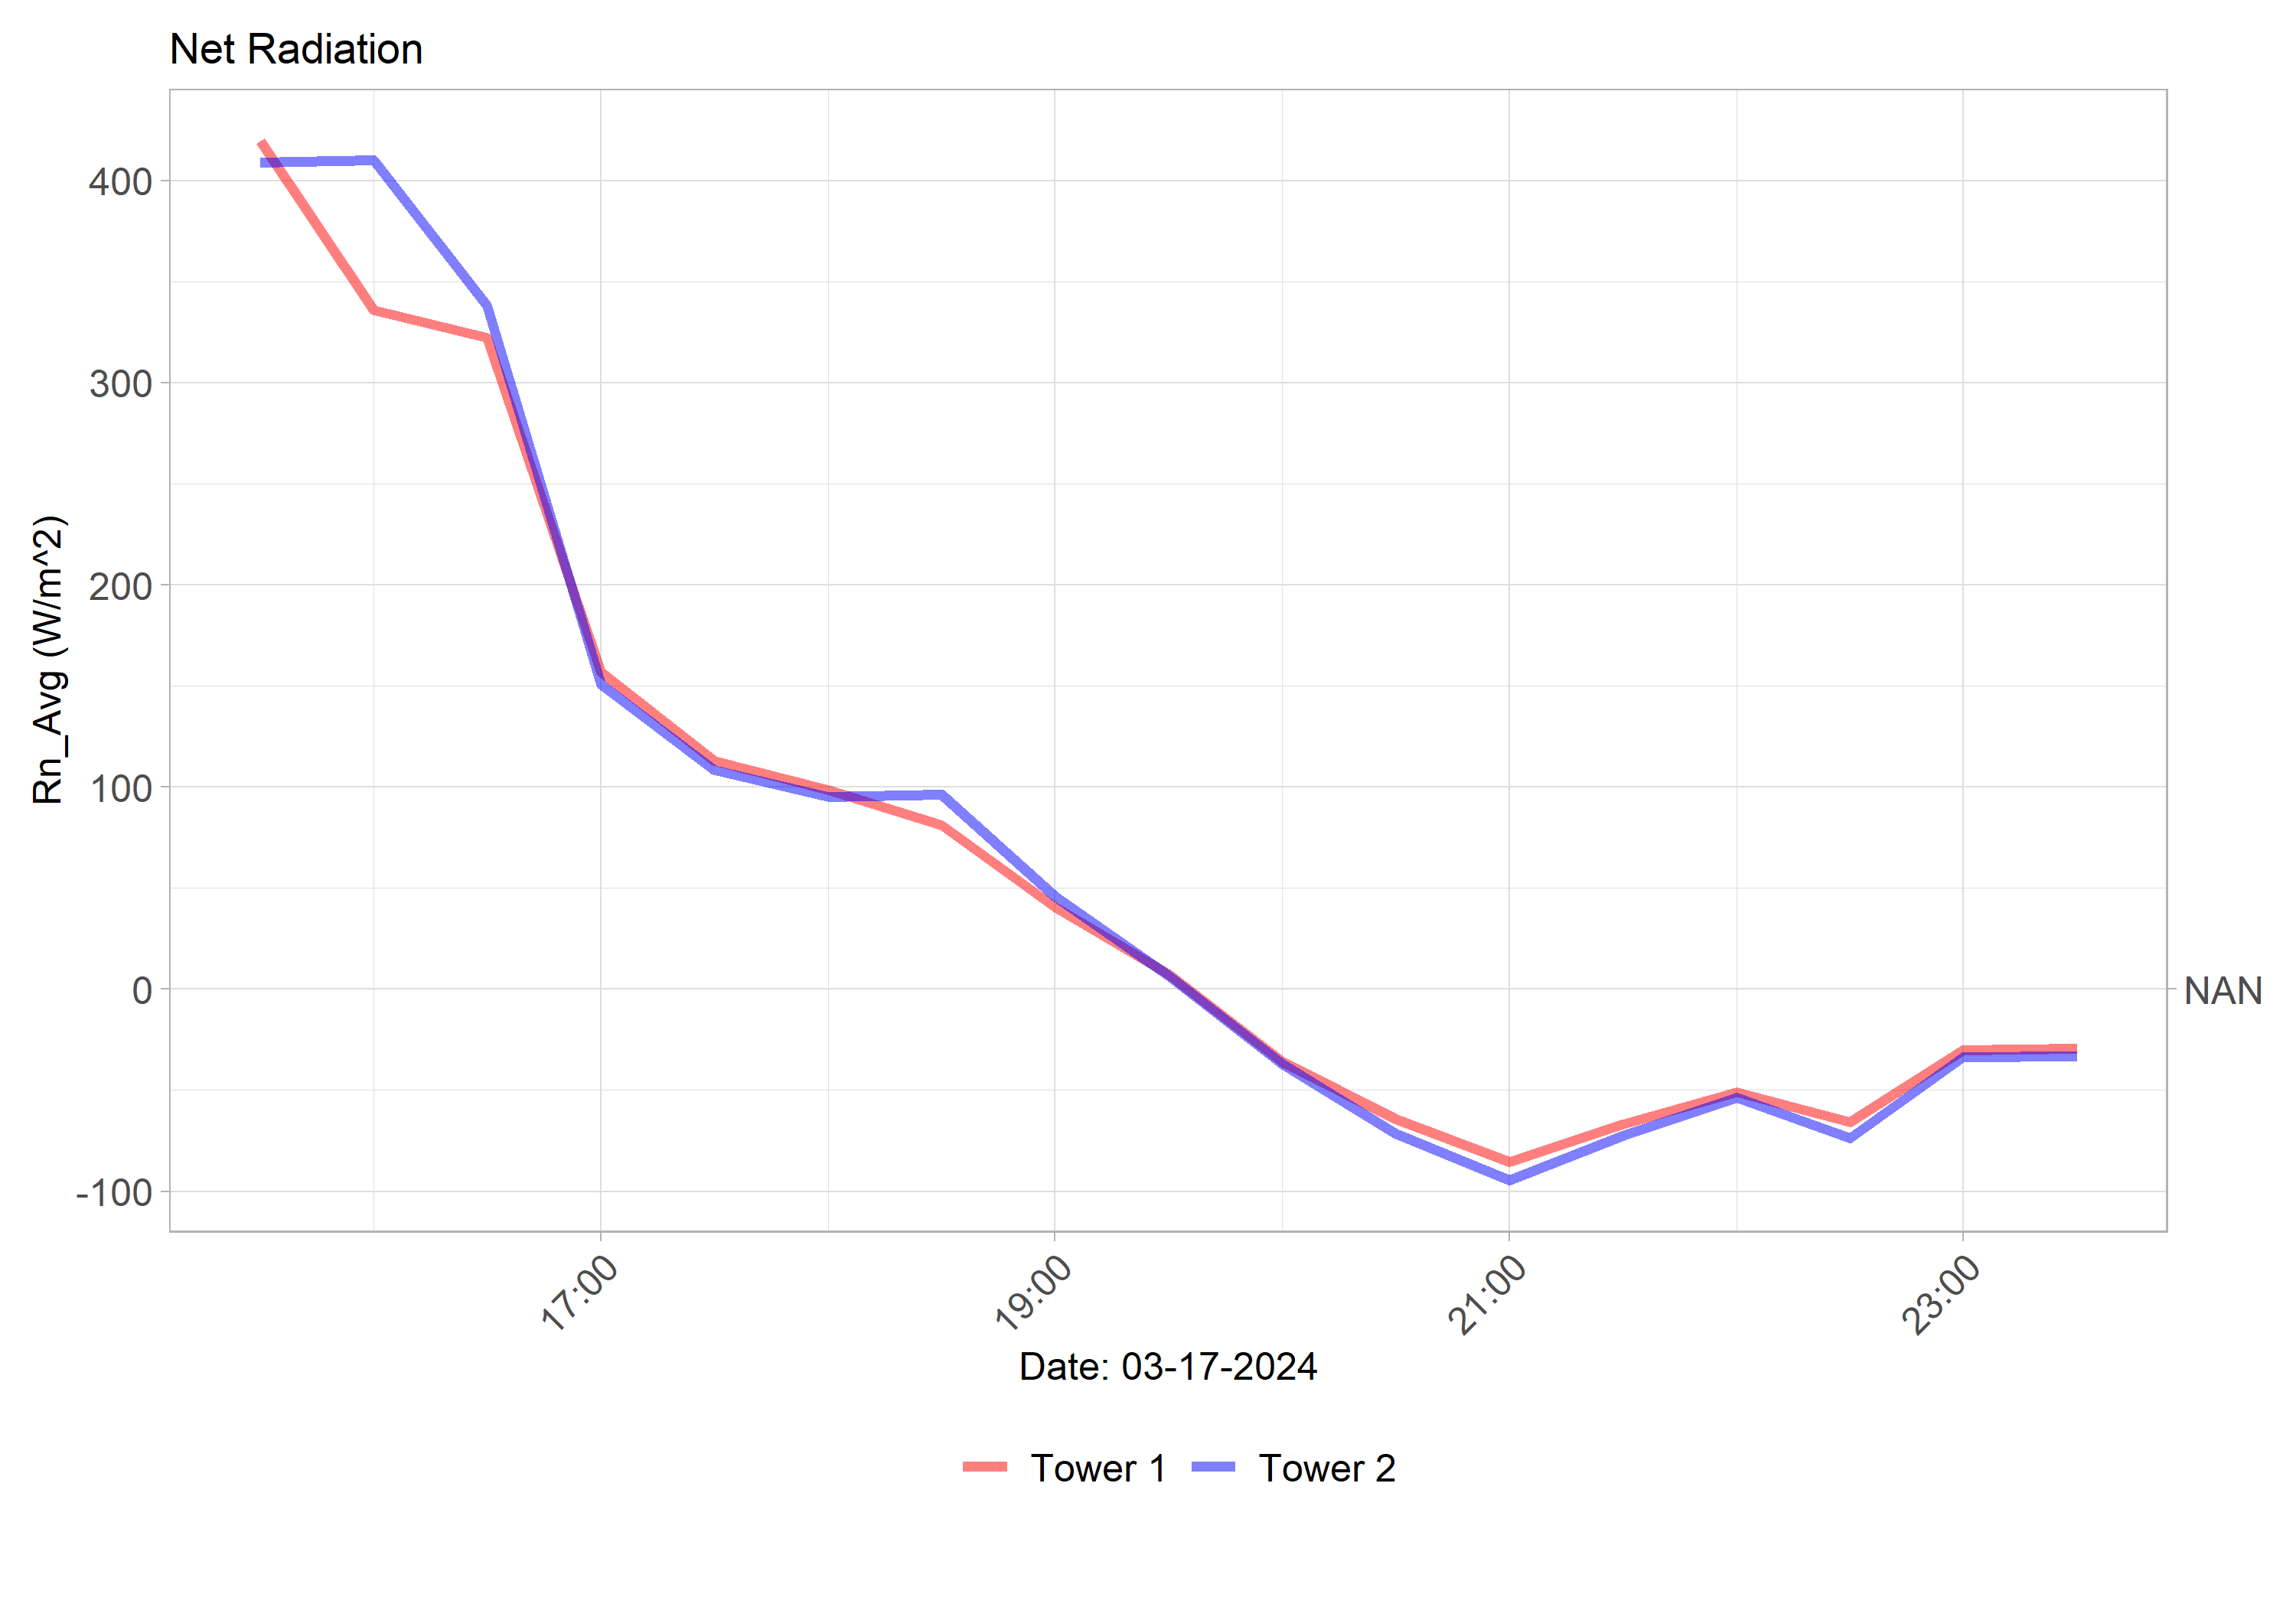 Net Radiation
Rn_Avg (W/m^2)
400
300
200
100
0
-100
NAN
17:00
19:00
21:00
23:00
Date: 03-17-2024
Tower 1
Tower 2